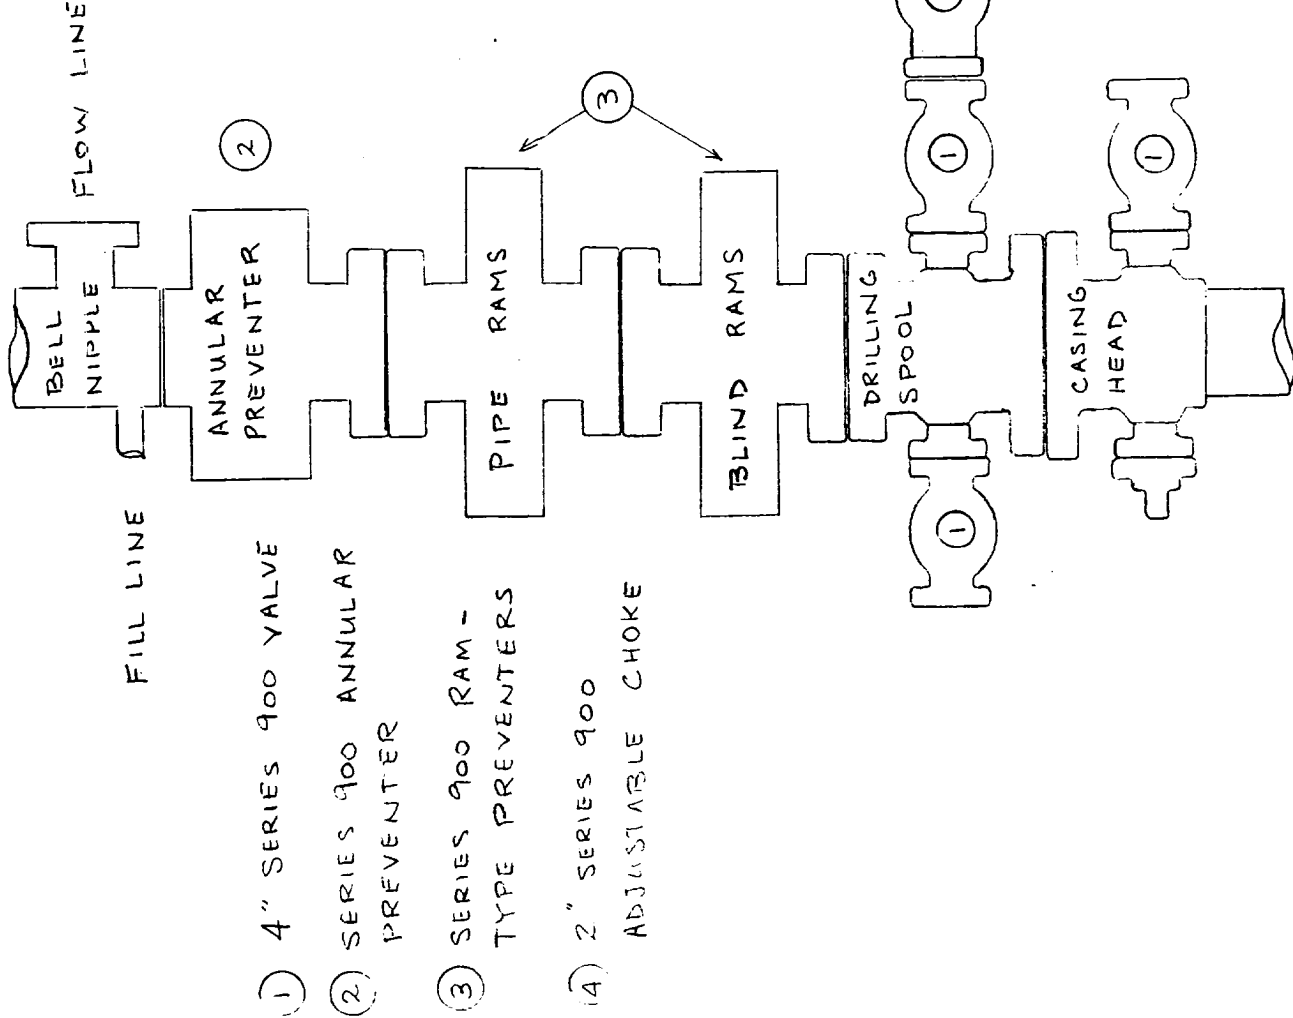 FLOW LINE
BELL
NIPPLE
FILL LINE
2
ANNULAR
PREVENTER
3
PIPE RAMS
BLIND RAMS
DRILLING
SPOOL
1
1
CASING
HEAD
1
1 4" SERIES 900 VALVE
2 SERIES 900 ANNULAR
PREVENTER
3 SERIES 900 RAM-
TYPE PREVENTERS
4 2" SERIES 900
ADJUSTABLE CHOKE